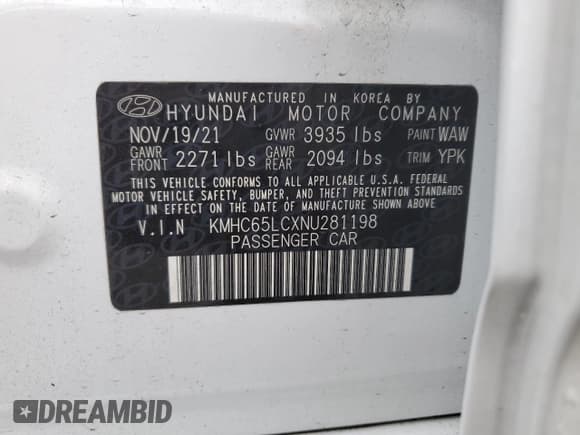 MANUFACTURED IN KOREA BY
HYUNDAI MOTOR COMPANY
NOV/19/21 GVWR 3935 lbs PAINT WAW
GAWR FRONT 2271 lbs GAWR REAR 2094 lbs TRIM YPK
THIS VEHICLE CONFORMS TO ALL APPLICABLE U.S.A. FEDERAL
MOTOR VEHICLE SAFETY, BUMPER, AND THEFT PREVENTION STANDARDS
IN EFFECT ON THE DATE OF MANUFACTURE SHOWN ABOVE.
V.I.N KMHC65LCXNU281198
PASSENGER CAR
DREAMBID